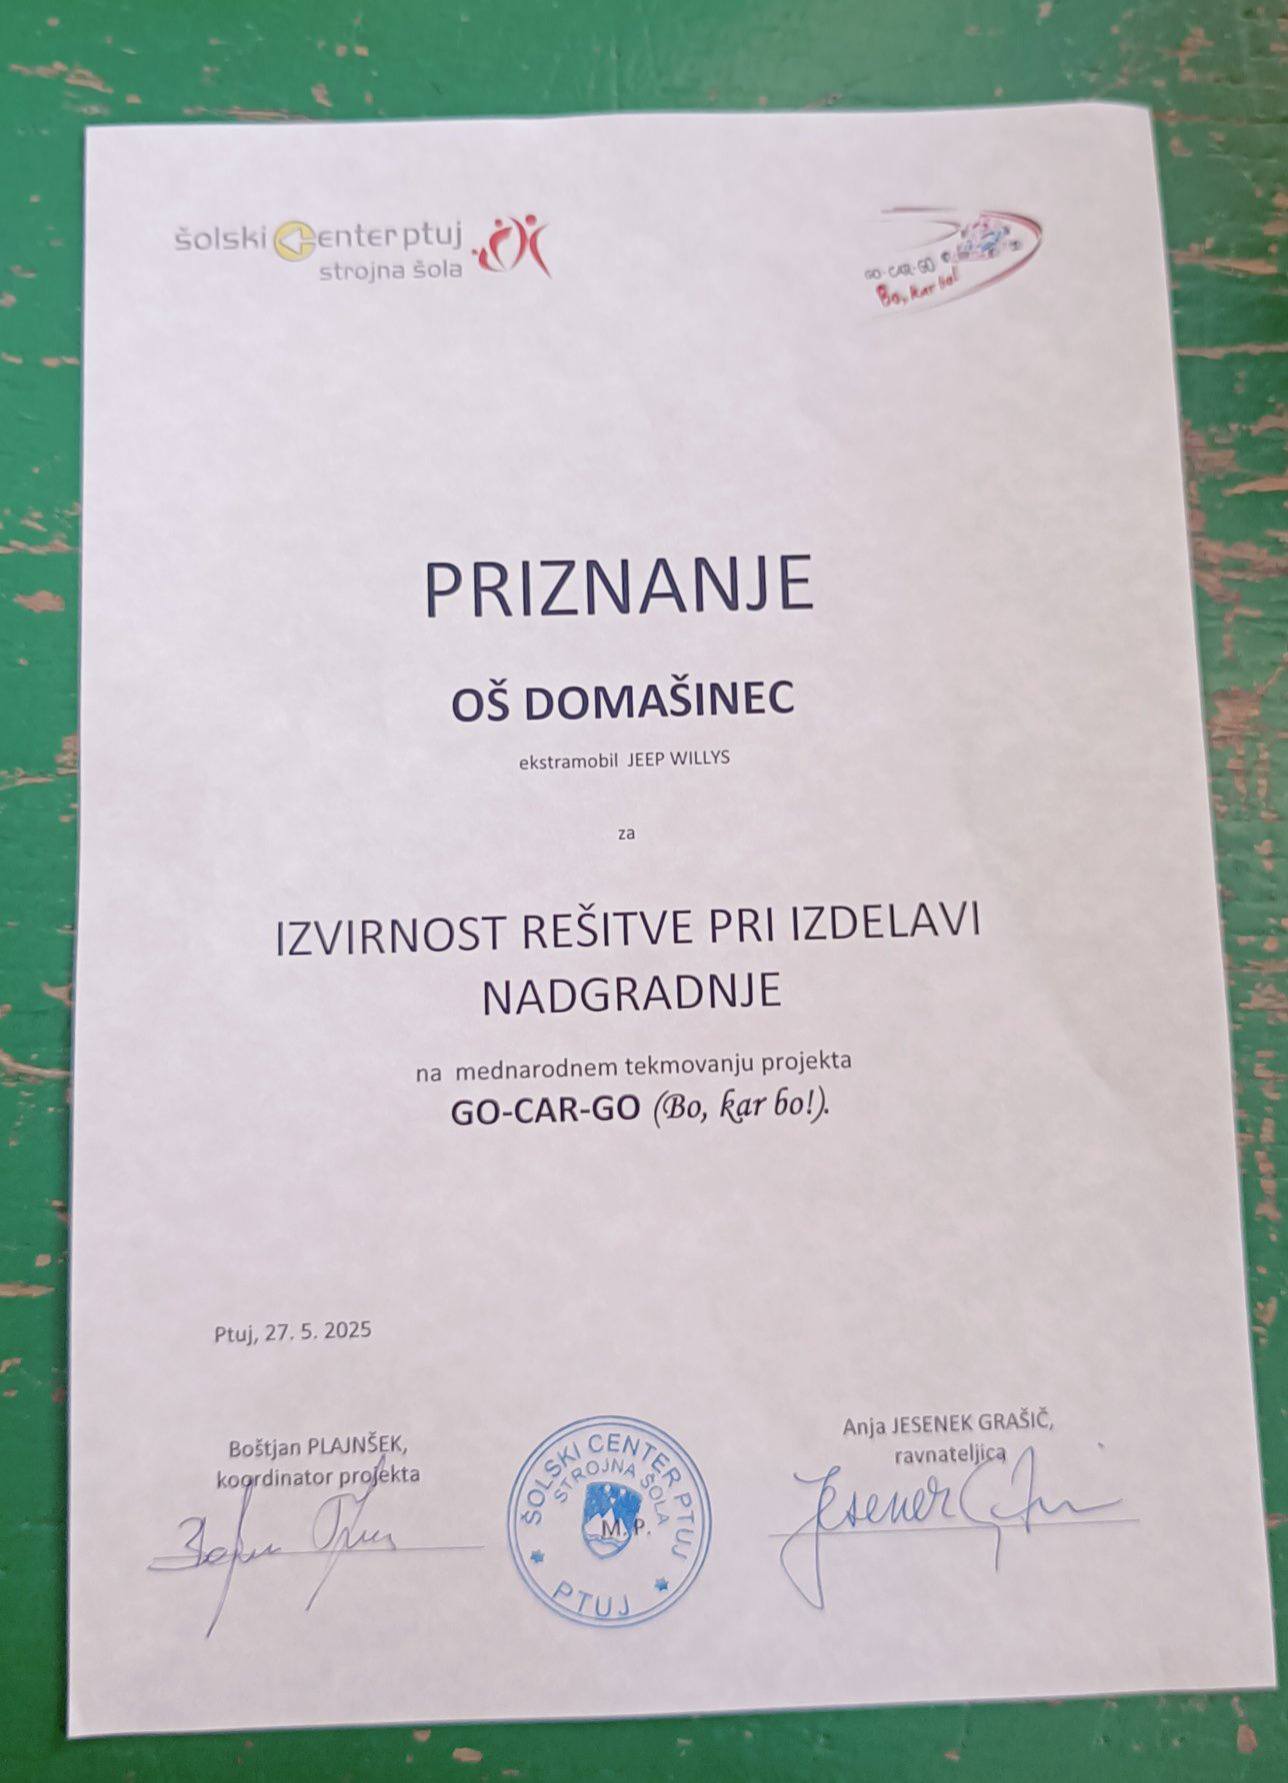 šolski Center ptuj
strojna šola
GO-CAR-GO
Bo, kar bo!
PRIZNANJE
OŠ DOMAŠINEC
ekstramobil JEEP WILLYS
za
IZVIRNOST REŠITVE PRI IZDELAVI
NADGRADNJE
na mednarodnem tekmovanju projekta
GO-CAR-GO (Bo, kar bo!).
Ptuj, 27. 5. 2025
Boštjan PLAJNŠEK,
koordinator projekta
Anja JESENEK GRAŠIČ,
ravnateljica
ŠOLSKI CENTER PTUJ
STROJNA ŠOLA
M. P.
PTUJ